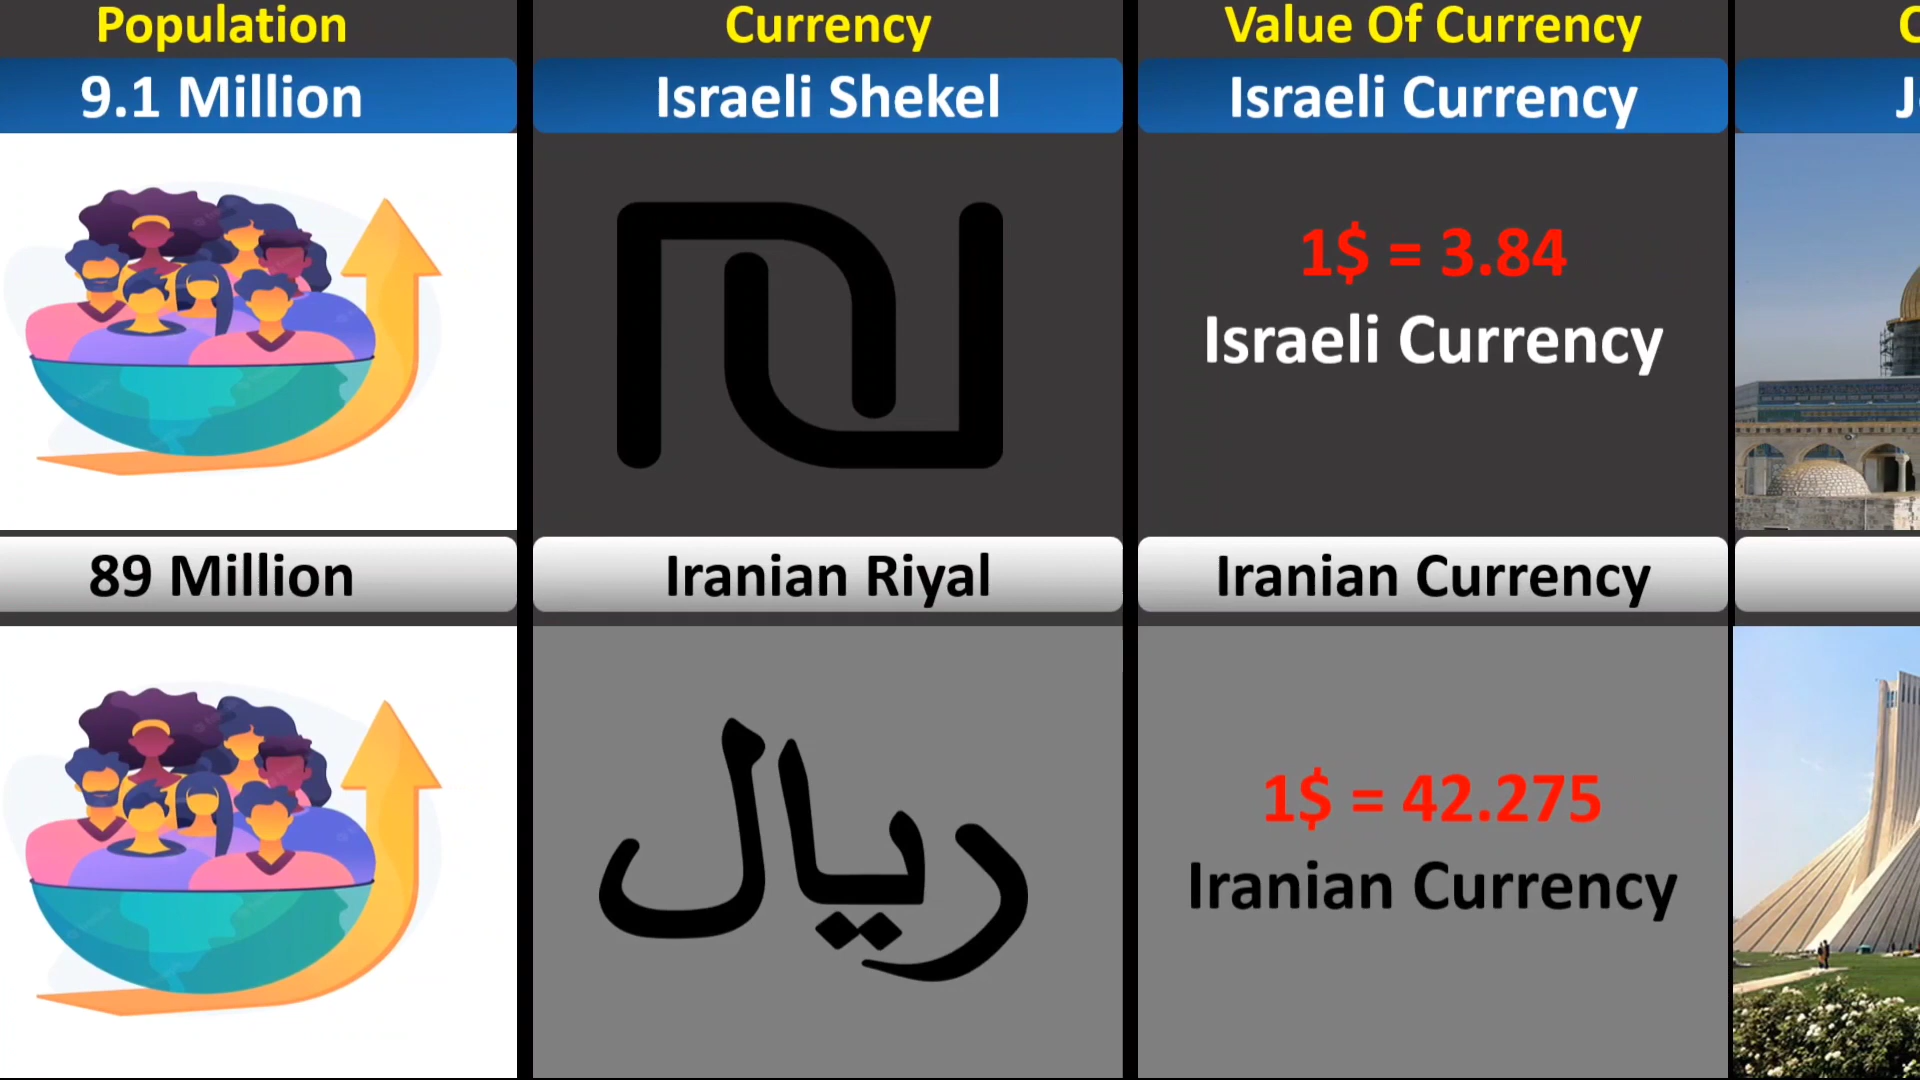 Population
9.1 Million
89 Million
Currency
Israeli Shekel
₪
Iranian Riyal
ریال
Value Of Currency
Israeli Currency
1$ = 3.84
Israeli Currency
Iranian Currency
1$ = 42.275
Iranian Currency